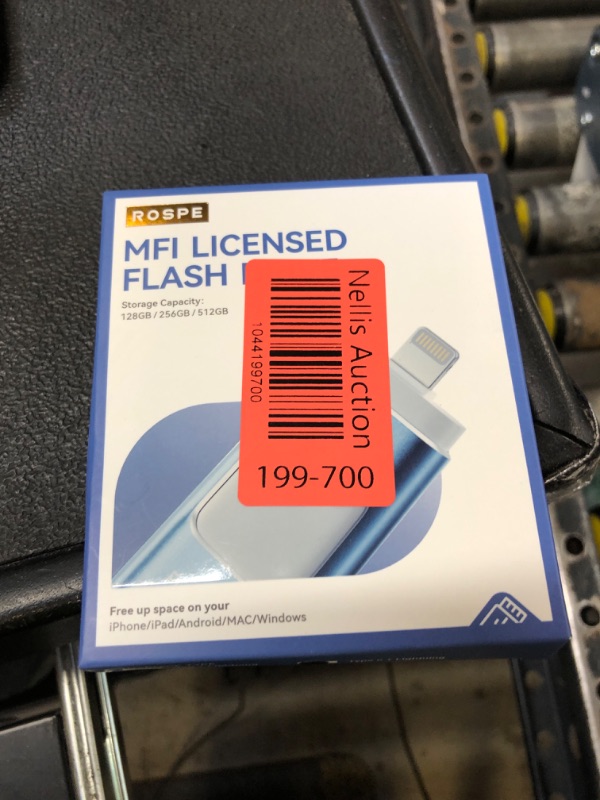 ROSPE
MFI LICENSED
FLASH
Storage Capacity:
128GB / 256GB / 512GB
Nellis Auction
1044199700
199-700
Free up space on your
iPhone/iPad/Android/MAC/Windows